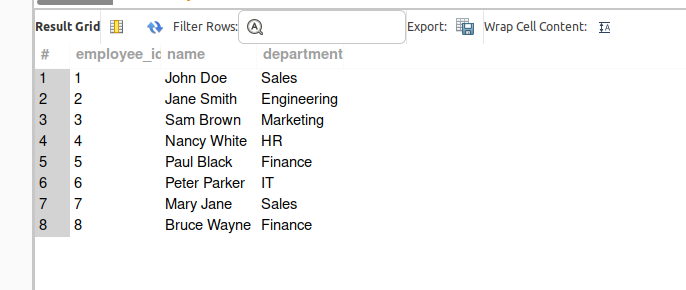 Result Grid Filter Rows: Export: Wrap Cell Content:
# employee_id name department
1 1 John Doe Sales
2 2 Jane Smith Engineering
3 3 Sam Brown Marketing
4 4 Nancy White HR
5 5 Paul Black Finance
6 6 Peter Parker IT
7 7 Mary Jane Sales
8 8 Bruce Wayne Finance